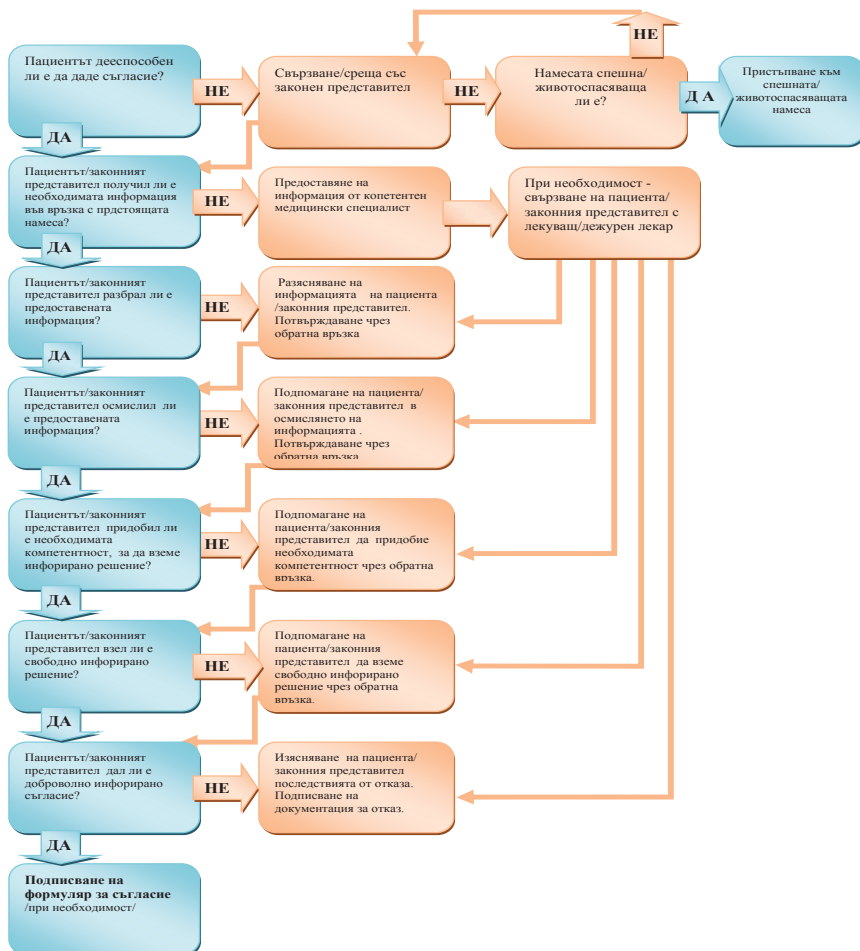 НЕ
Пациентът дееспособен
ли е да даде съгласие?
НЕ
Свързване/среща със
законен представител
НЕ
Намесата спешна/
животоспасяваща
ли е?
Д А
Пристъпване към
спешната/
животоспасяващата
намеса
ДА
Пациентът/законният
представител получил ли е
необходимата информация
във връзка с прдстоящата
намеса?
НЕ
Предоставяне на
информация от копетентен
медицински специалист
При необходимост -
свързване на пациента/
законния представител с
лекуващ/дежурен лекар
ДА
Пациентът/законният
представител разбрал ли е
предоставената
информация?
НЕ
Разясняване на
информацията на пациента
/законния представител.
Потвърждаване чрез
обратна връзка
ДА
Пациентът/законният
представител осмислил ли
е предоставената
информация?
НЕ
Подпомагане на пациента/
законния представител в
осмислянето на
информацията .
Потвърждаване чрез
обратна връзка
ДА
Пациентът/законният
представител придобил ли
е необходимата
компетентност, за да вземе
инфорирано решение?
НЕ
Подпомагане на
пациента/законния
представител да придобие
необходимата
компетентност чрез обратна
връзка.
ДА
Пациентът/законният
представител взел ли е
свободно инфорирано
решение?
НЕ
Подпомагане на
пациента/законния
представител да вземе
свободно инфорирано
решение чрез обратна
връзка.
ДА
Пациентът/законният
представител дал ли е
доброволно инфорирано
съгласие?
НЕ
Изясняване на пациента/
законния представител
последствията от отказа.
Подписване на
документация за отказ.
ДА
Подписване на
формуляр за съгласие
/при необходимост/